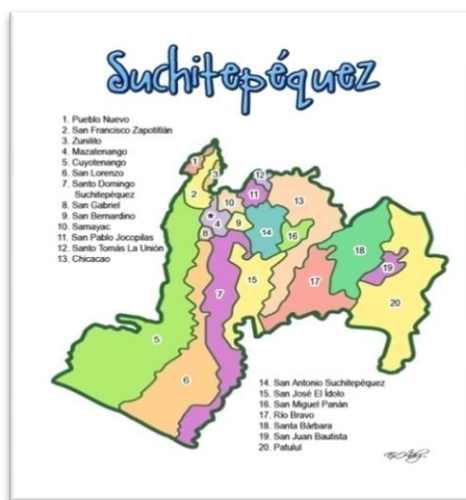 Suchitepéquez
1. Pueblo Nuevo
2. San Francisco Zapotitlán
3. Zunilito
4. Mazatenango
5. Cuyotenango
6. San Lorenzo
7. Santo Domingo
Suchitepéquez
8. San Gabriel
9. San Bernardino
10. Samayac
11. San Pablo Jocopilas
12. Santo Tomás La Unión
13. Chicacao
1
3
2
12
11
13
10
4
9
8
14
16
18
19
15
17
7
20
5
6
14. San Antonio Suchitepéquez
15. San José El Ídolo
16. San Miguel Panán
17. Río Bravo
18. Santa Bárbara
19. San Juan Bautista
20. Patulul